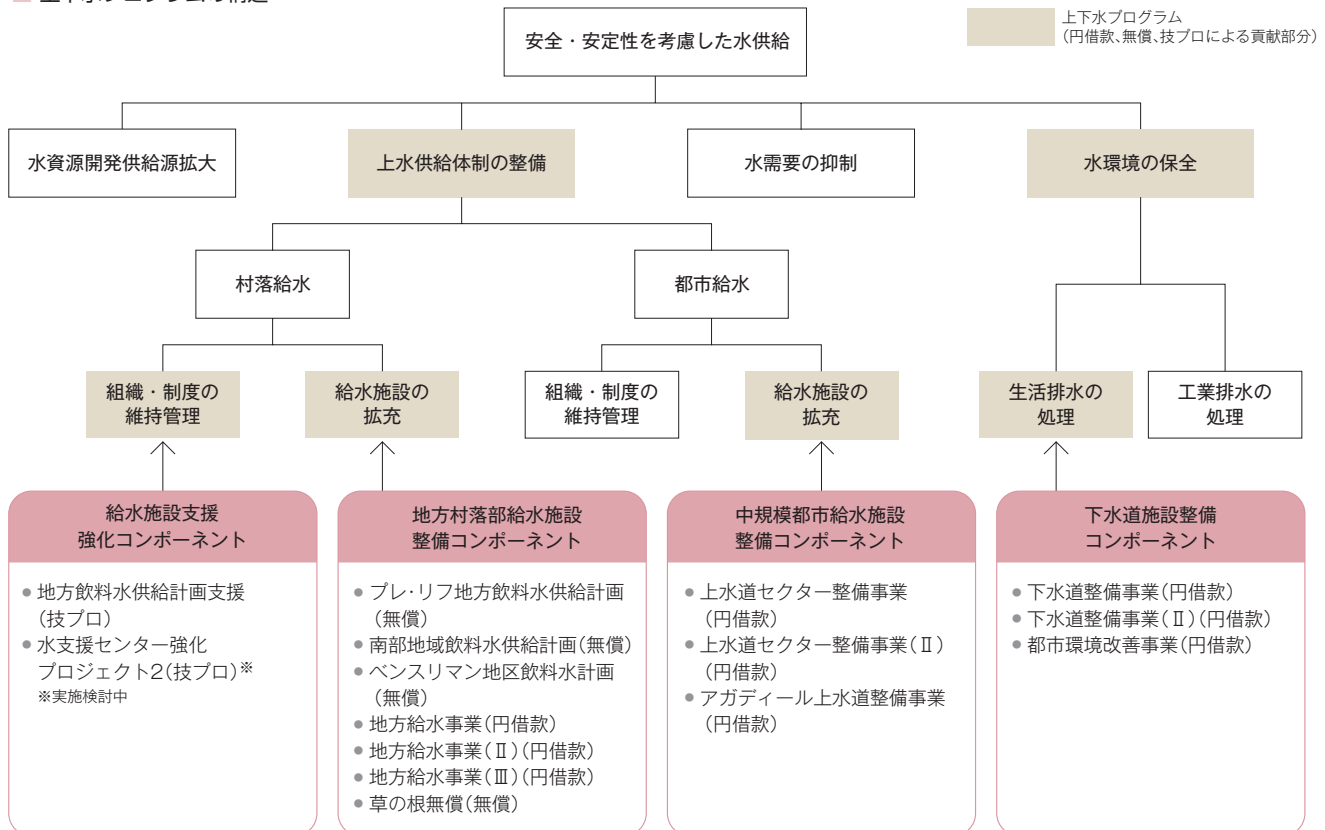 安全・安定性を考慮した水供給
上下水プログラム
(円借款、無償、技プロによる貢献部分)
水資源開発供給源拡大
上水供給体制の整備
水需要の抑制
水環境の保全
村落給水
都市給水
組織・制度の
維持管理
給水施設の
拡充
組織・制度の
維持管理
給水施設の
拡充
生活排水の
処理
工業排水の
処理
給水施設支援
強化コンポーネント
● 地方飲料水供給計画支援
(技プロ)
● 水支援センター強化
プロジェクト2(技プロ)※
※実施検討中
地方村落部給水施設
整備コンポーネント
● プレ・リフ地方飲料水供給計画
(無償)
● 南部地域飲料水供給計画(無償)
● ベンスリマン地区飲料水計画
(無償)
● 地方給水事業(円借款)
● 地方給水事業(Ⅱ)(円借款)
● 地方給水事業(Ⅲ)(円借款)
● 草の根無償(無償)
中規模都市給水施設
整備コンポーネント
● 上水道セクター整備事業
(円借款)
● 上水道セクター整備事業(Ⅱ)
(円借款)
● アガディール上水道整備事業
(円借款)
下水道施設整備
コンポーネント
● 下水道整備事業(円借款)
● 下水道整備事業(Ⅱ)(円借款)
● 都市環境改善事業(円借款)